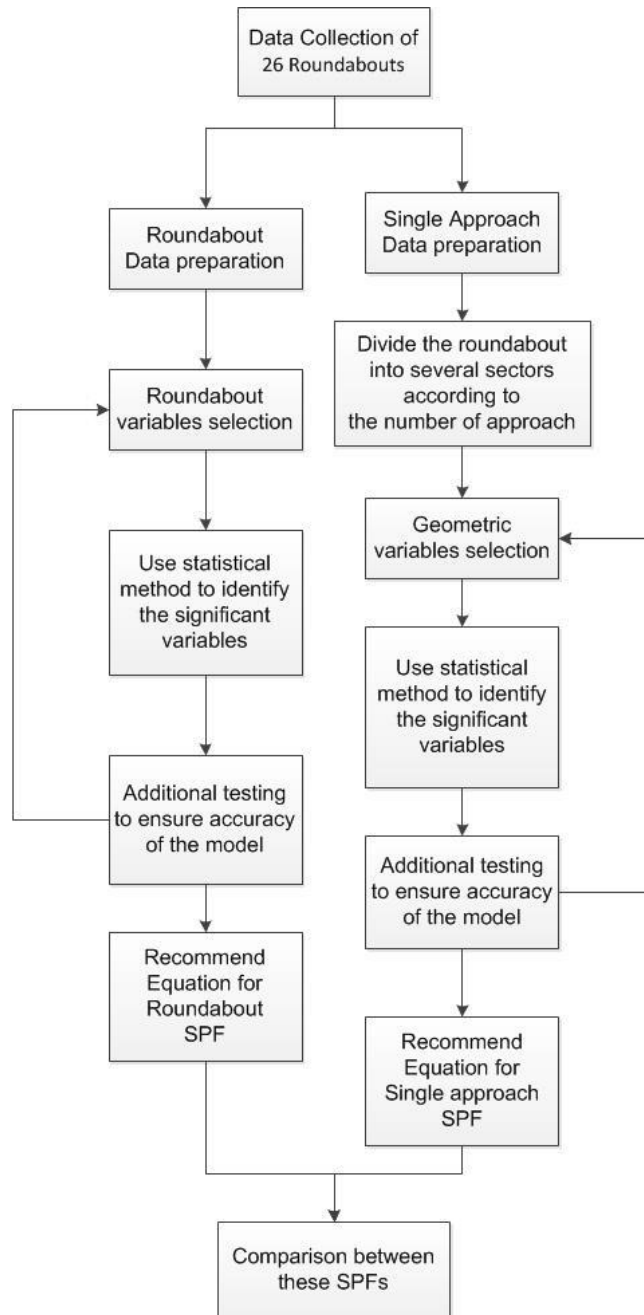 Data Collection of
26 Roundabouts
Roundabout
Data preparation
Single Approach
Data preparation
Divide the roundabout
into several sectors
according to
the number of approach
Roundabout
variables selection
Geometric
variables selection
Use statistical
method to identify
the significant
variables
Use statistical
method to identify
the significant
variables
Additional testing
to ensure accuracy
of the model
Additional testing
to ensure accuracy
of the model
Recommend
Equation for
Roundabout
SPF
Recommend
Equation for
Single approach
SPF
Comparison between
these SPFs